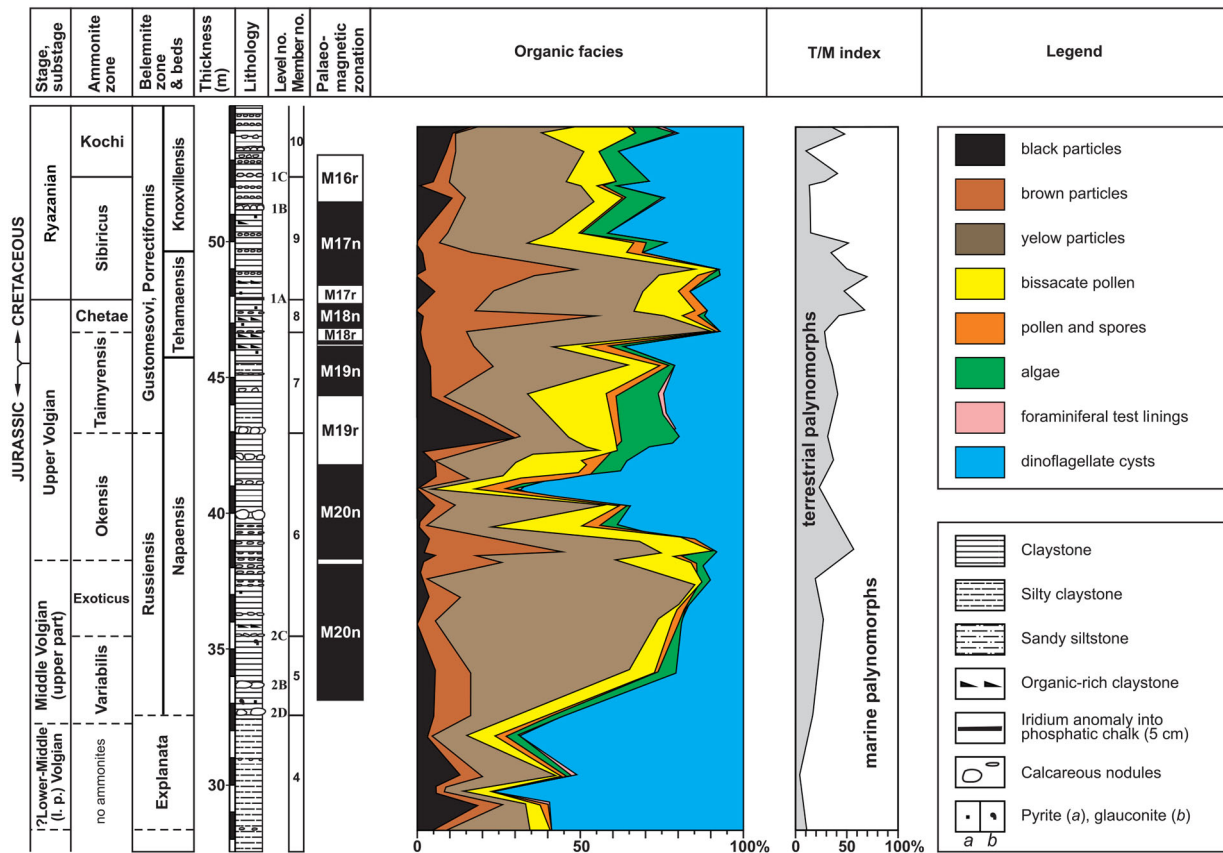 Stage,
substage
Ammonite
zone
Belemnite
zone
& beds
Thickness
(m)
Lithology
Level no.
Member no.
Palaeo-
magnetic
zonation
Organic facies
T/M index
Legend
JURASSIC
CRETACEOUS
Ryazanian
Upper Volgian
Middle Volgian
(upper part)
?Lower-Middle
(l. p.) Volgian
Kochi
Sibiricus
Chetae
Taimyrensis
Okensis
Exoticus
Variabilis
no ammonites
Gustomesovi, Porrectiformis
Russiensis
Explanata
Knoxvillensis
Tehamaensis
Napaensis
50
45
40
35
30
1C
1B
1A
2C
2B
2D
10
9
8
7
6
5
4
M16r
M17n
M17r
M18n
M18r
M19n
M19r
M20n
M20n
0
50
100%
terrestrial palynomorphs
marine palynomorphs
0
50
100%
black particles
brown particles
yelow particles
bissacate pollen
pollen and spores
algae
foraminiferal test linings
dinoflagellate cysts
Claystone
Silty claystone
Sandy siltstone
Organic-rich claystone
Iridium anomaly into
phosphatic chalk (5 cm)
Calcareous nodules
Pyrite (a), glauconite (b)
a b